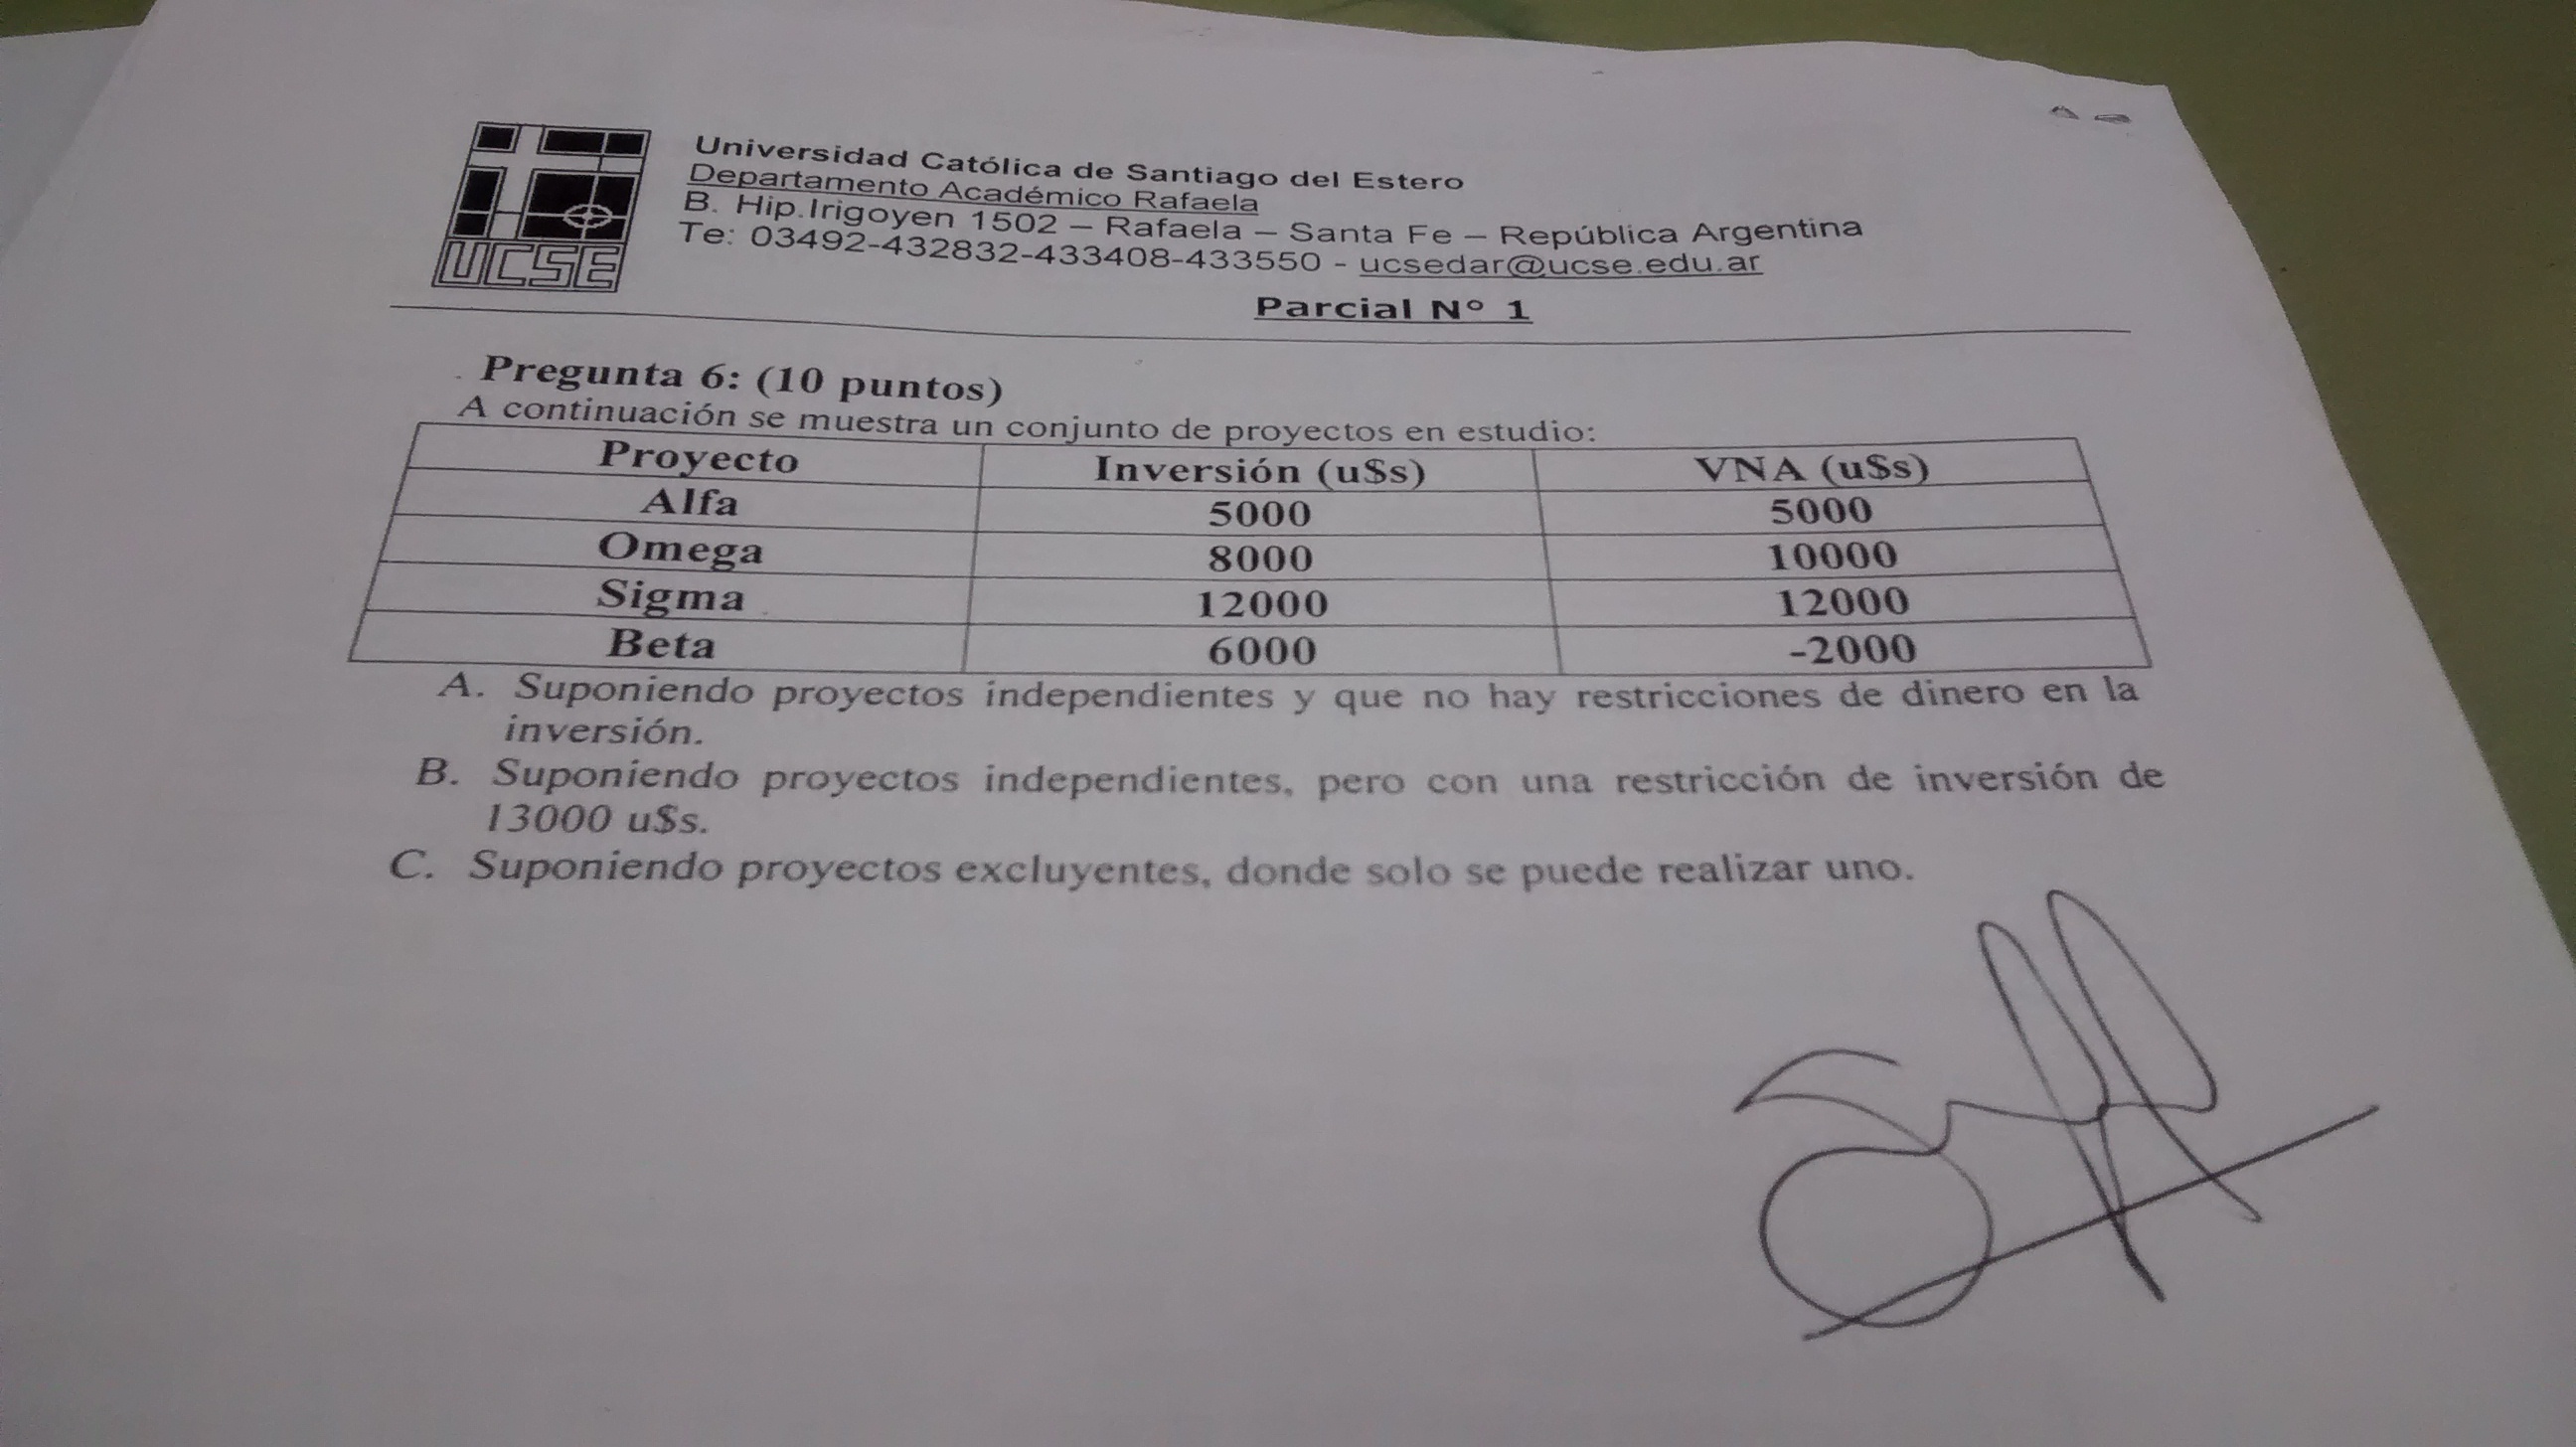 UCSE
Universidad Católica de Santiago del Estero
Departamento Académico Rafaela
B. Hip.Irigoyen 1502 – Rafaela – Santa Fe – República Argentina
Te: 03492-432832-433408-433550 - ucsedar@ucse.edu.ar
Parcial Nº 1
Pregunta 6: (10 puntos)
A continuación se muestra un conjunto de proyectos en estudio:
Proyecto Inversión (u$s) VNA (u$s)
Alfa 5000 5000
Omega 8000 10000
Sigma 12000 12000
Beta 6000 -2000
A. Suponiendo proyectos independientes y que no hay restricciones de dinero en la
inversión.
B. Suponiendo proyectos independientes, pero con una restricción de inversión de
13000 u$s.
C. Suponiendo proyectos excluyentes, donde solo se puede realizar uno.